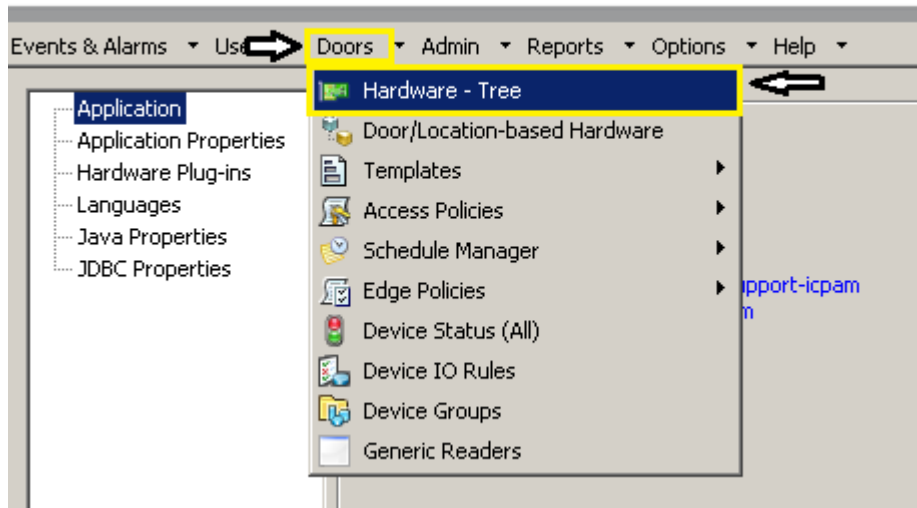 Events & Alarms Doors Admin Reports Options Help
Application
Application Properties
Hardware Plug-ins
Languages
Java Properties
JDBC Properties
Hardware - Tree
Door/Location-based Hardware
Templates
Access Policies
Schedule Manager
Edge Policies
Device Status (All)
Device IO Rules
Device Groups
Generic Readers